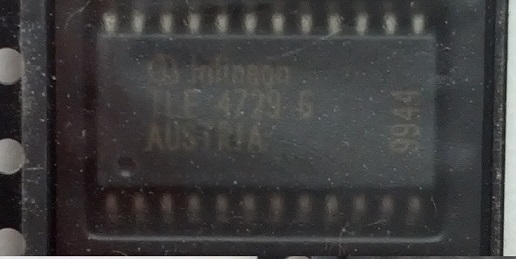 Infineon
TLE 4729 G
AUSTRIA
9944